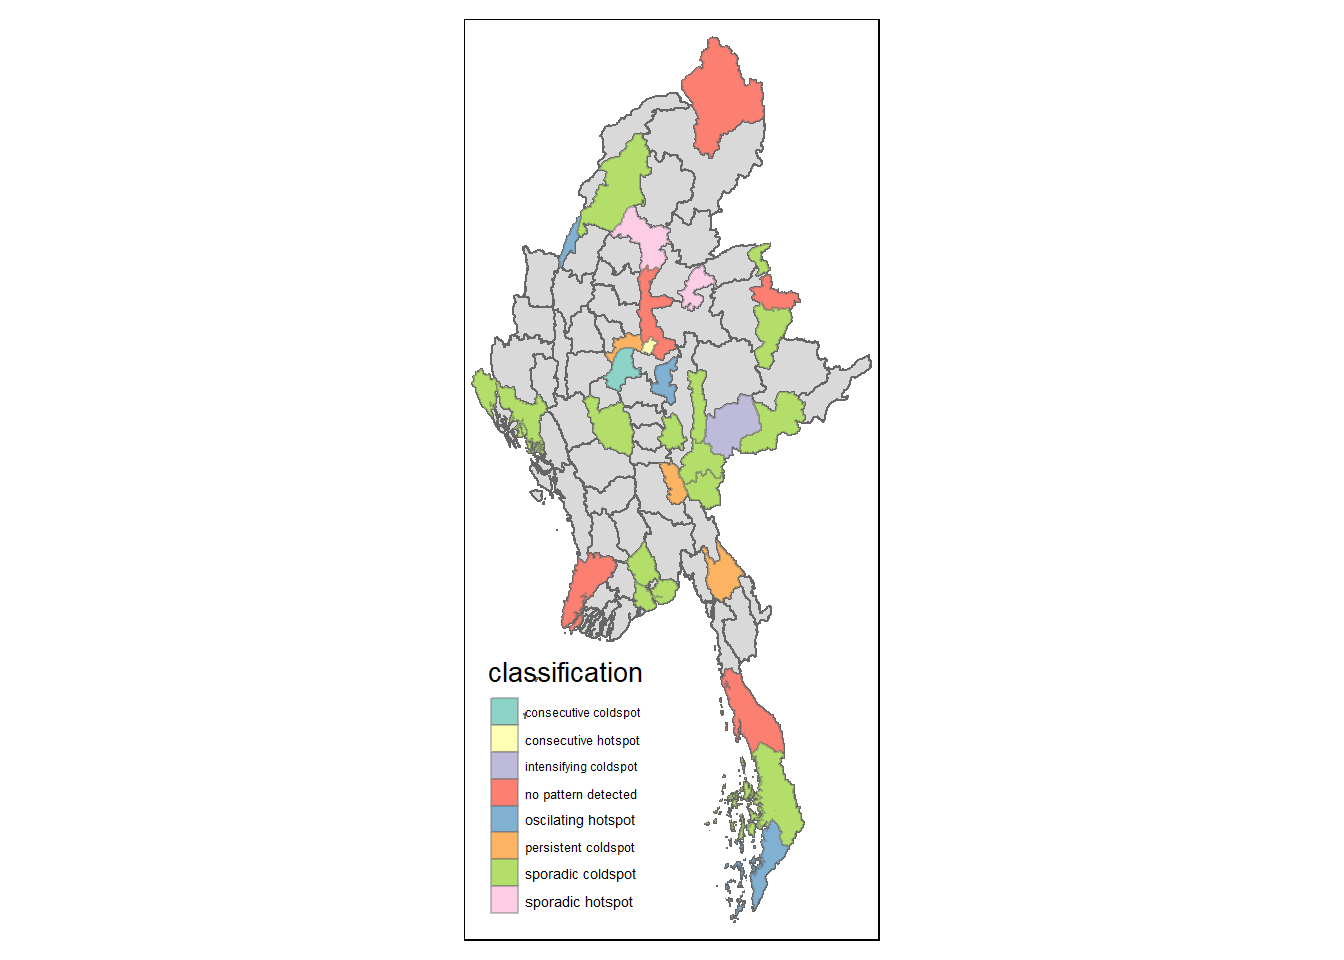 classification
consecutive coldspot
consecutive hotspot
intensifying coldspot
no pattern detected
oscilating hotspot
persistent coldspot
sporadic coldspot
sporadic hotspot